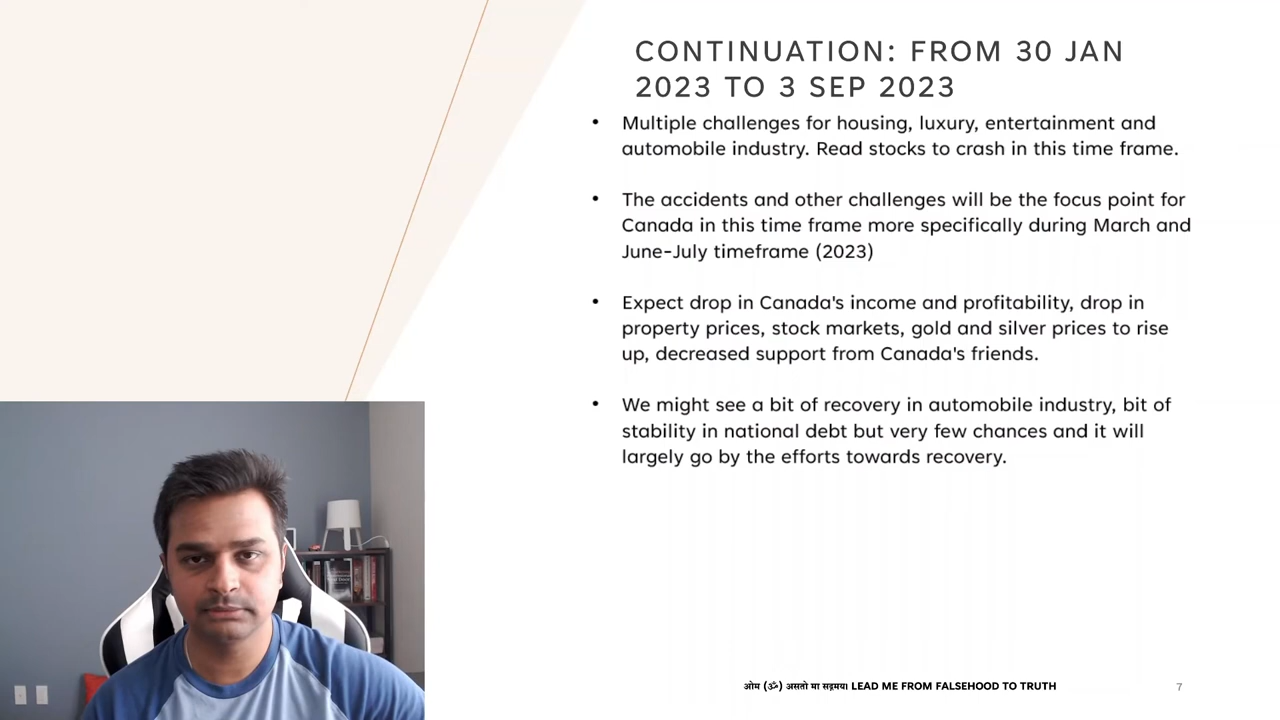 CONTINUATION: FROM 30 JAN
2023 TO 3 SEP 2023
• Multiple challenges for housing, luxury, entertainment and
automobile industry. Read stocks to crash in this time frame.
• The accidents and other challenges will be the focus point for
Canada in this time frame more specifically during March and
June-July timeframe (2023)
• Expect drop in Canada's income and profitability, drop in
property prices, stock markets, gold and silver prices to rise
up, decreased support from Canada's friends.
• We might see a bit of recovery in automobile industry, bit of
stability in national debt but very few chances and it will
largely go by the efforts towards recovery.
ओम (ॐ) असतो मा सद्गमय। LEAD ME FROM FALSEHOOD TO TRUTH
7